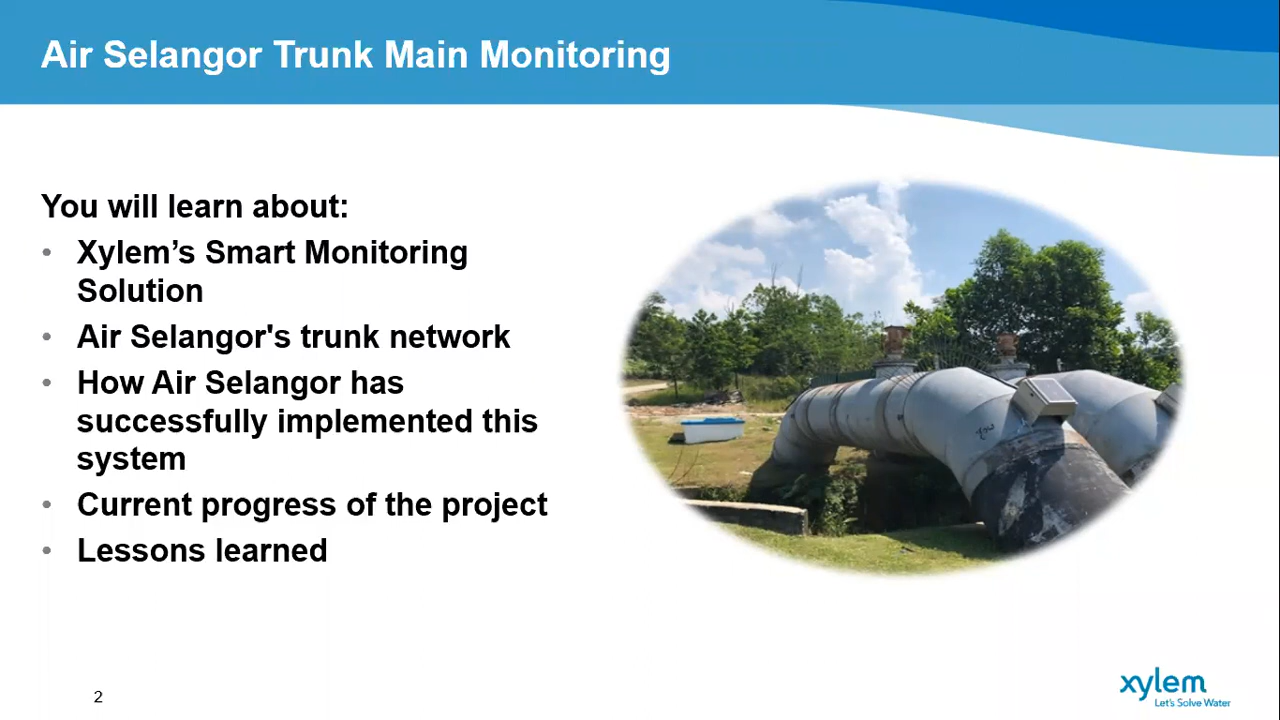 Air Selangor Trunk Main Monitoring
You will learn about:
• Xylem’s Smart Monitoring
Solution
• Air Selangor's trunk network
• How Air Selangor has
successfully implemented this
system
• Current progress of the project
• Lessons learned
2
xylem
Let's Solve Water